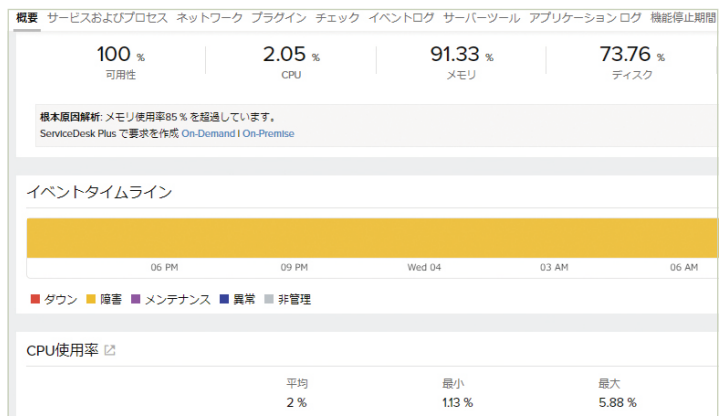 概要 サービスおよびプロセス ネットワーク プラグイン チェック イベントログ サーバーツール アプリケーション ログ 機能停止期間
100 % 2.05 % 91.33 % 73.76 %
可用性 CPU メモリ ディスク
根本原因解析: メモリ使用率85 % を超過しています。
ServiceDesk Plus で要求を作成 On-Demand I On-Premise
イベントタイムライン
06 PM 09 PM Wed 04 03 AM 06 AM
ダウン 障害 メンテナンス 異常 非管理
CPU使用率
平均 最小 最大
2 % 1.13 % 5.88 %